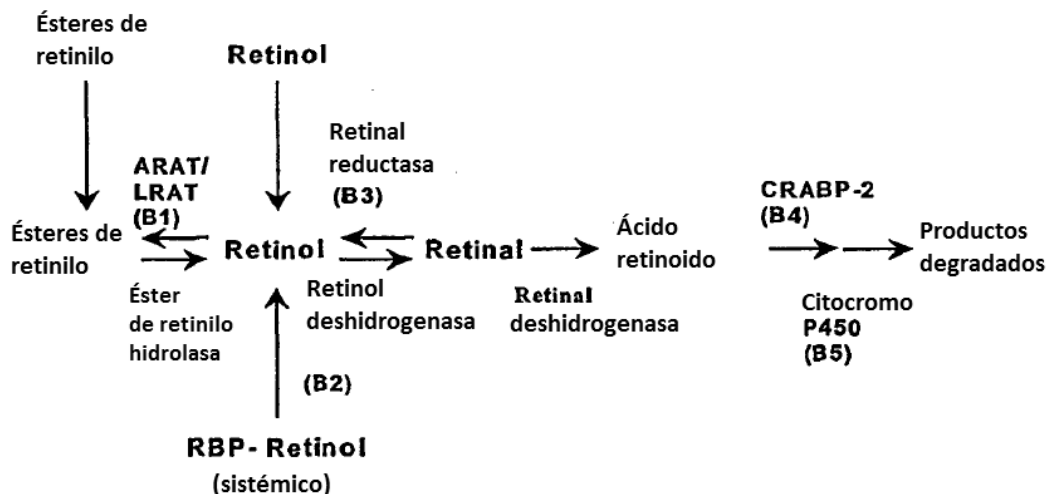 Ésteres de
retinilo
Retinol
ARAT/
LRAT
(B1)
Retinal
reductasa
(B3)
CRABP-2
(B4)
Ésteres de
retinilo
Retinol
Retinal
Ácido
retinoido
Productos
degradados
Éster
de retinilo
hidrolasa
Retinol
deshidrogenasa
Retinal
deshidrogenasa
Citocromo
P450
(B5)
(B2)
RBP- Retinol
(sistémico)